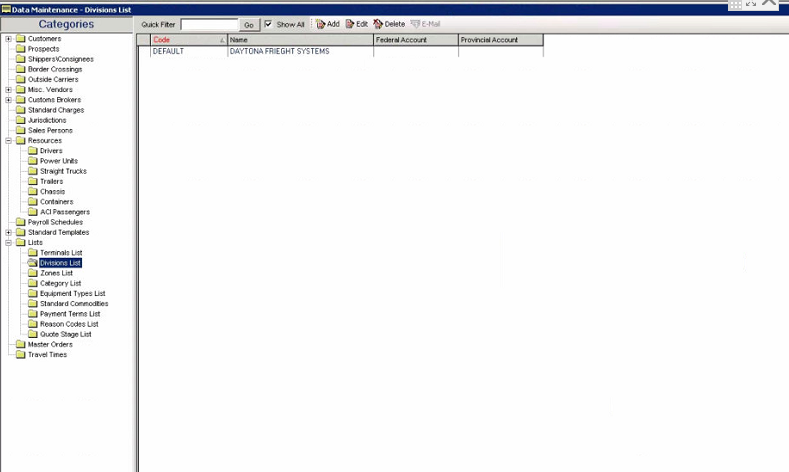 Data Maintenance - Divisions List
Categories
Quick Filter Go Show All Add Edit Delete E-Mail
Code Name Federal Account Provincial Account
DEFAULT DAYTONA FRIEGHT SYSTEMS
Customers
Prospects
Shippers\Consignees
Border Crossings
Outside Carriers
Misc. Vendors
Customs Brokers
Standard Charges
Jurisdictions
Sales Persons
Resources
Drivers
Power Units
Straight Trucks
Trailers
Chassis
Containers
ACI Passengers
Payroll Schedules
Standard Templates
Lists
Terminals List
Divisions List
Zones List
Category List
Equipment Types List
Standard Commodities
Payment Terms List
Reason Codes List
Quote Stage List
Master Orders
Travel Times